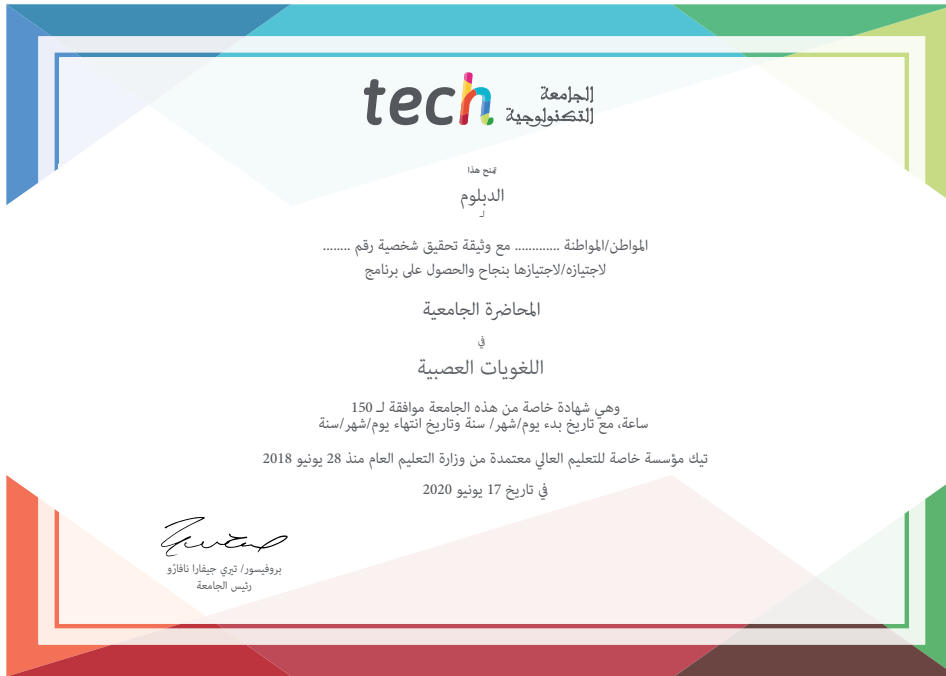 tech
الجامعة
التكنولوجية
تمنح هذا
الدبلوم
لـ
المواطن/المواطنة ............. مع وثيقة تحقيق شخصية رقم ........
لاجتيازه/لاجتيازها بنجاح والحصول على برنامج
المحاضرة الجامعية
في
اللغويات العصبية
وهي شهادة خاصة من هذه الجامعة موافقة لـ 150
ساعة، مع تاريخ بدء يوم/شهر/ سنة وتاريخ انتهاء يوم/شهر/سنة
تيك مؤسسة خاصة للتعليم العالي معتمدة من وزارة التعليم العام منذ 28 يونيو 2018
في تاريخ 17 يونيو 2020
بروفيسور/ تيري جيفارا نافارّو
رئيس الجامعة